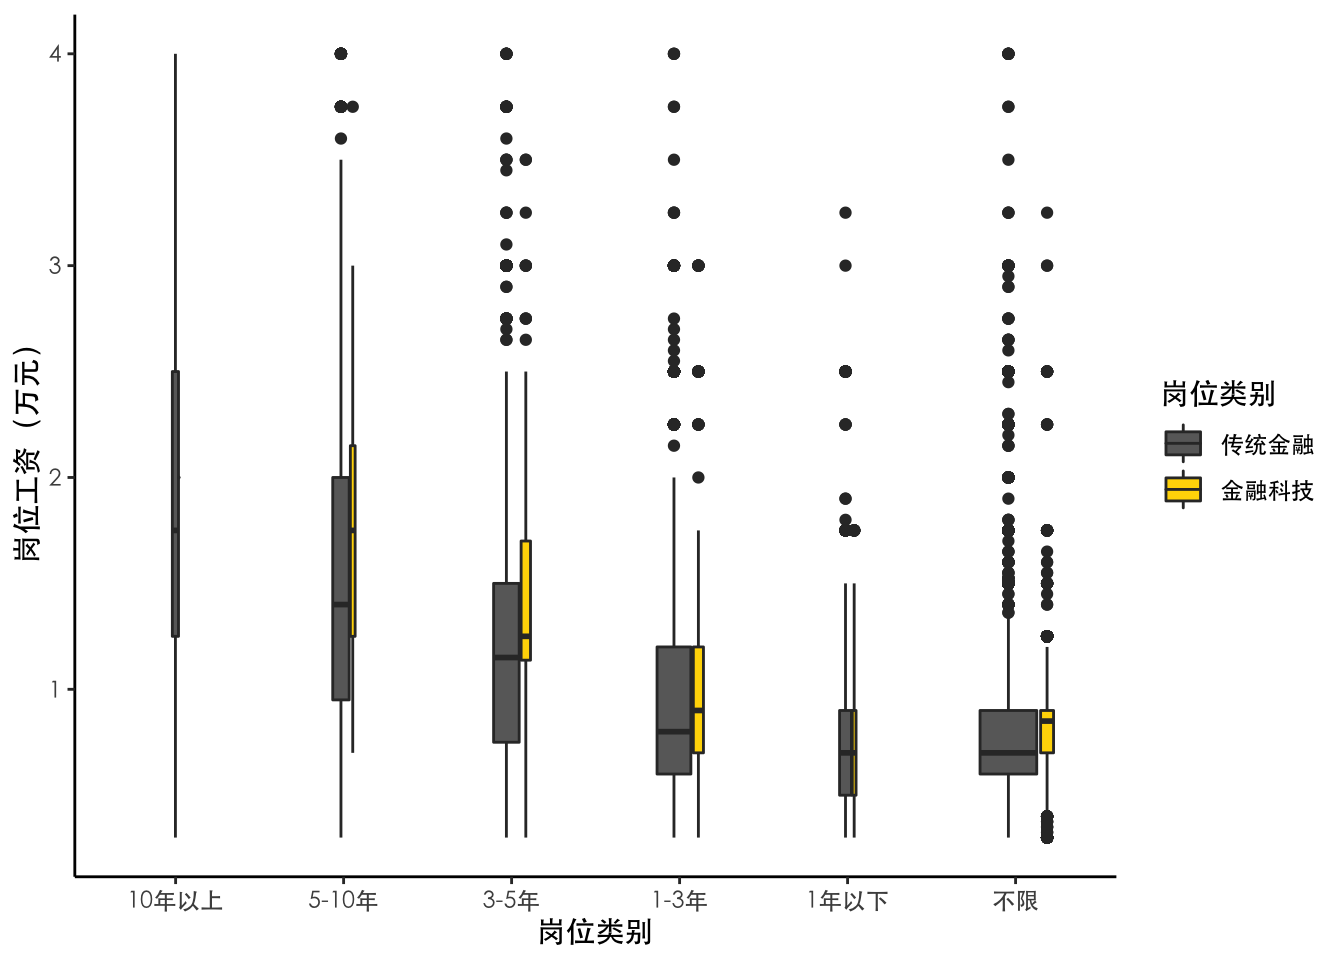 岗位工资（万元）
4
3
2
1
10年以上
5-10年
3-5年
1-3年
1年以下
不限
岗位类别
岗位类别
传统金融
金融科技